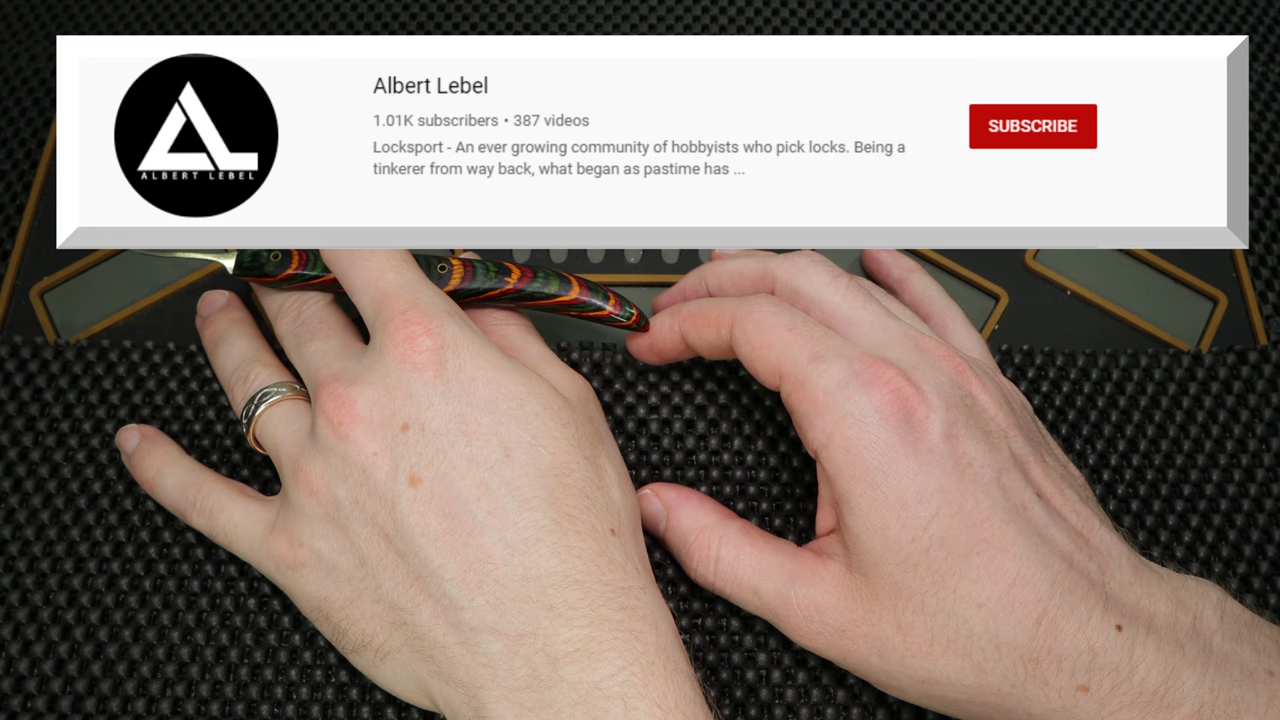 Albert Lebel
1.01K subscribers • 387 videos
Locksport - An ever growing community of hobbyists who pick locks. Being a
tinkerer from way back, what began as pastime has ...
SUBSCRIBE
ALBERT LEBEL